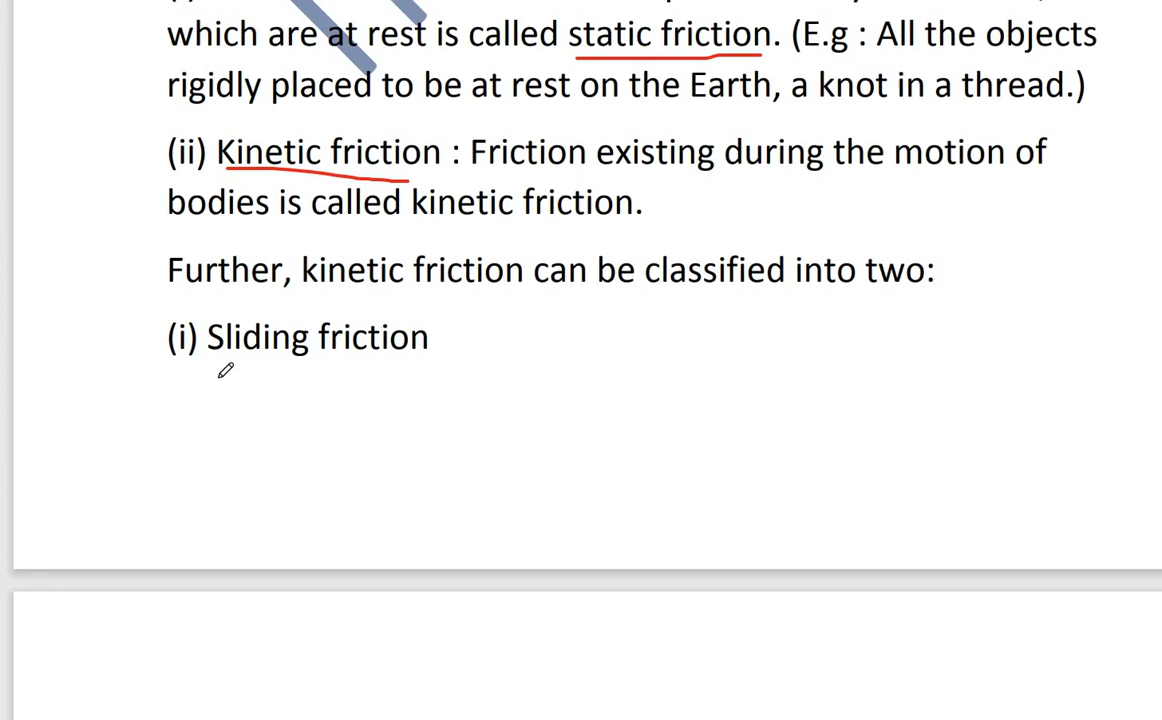 which are at rest is called static friction. (E.g : All the objects
rigidly placed to be at rest on the Earth, a knot in a thread.)
(ii) Kinetic friction : Friction existing during the motion of
bodies is called kinetic friction.
Further, kinetic friction can be classified into two:
(i) Sliding friction